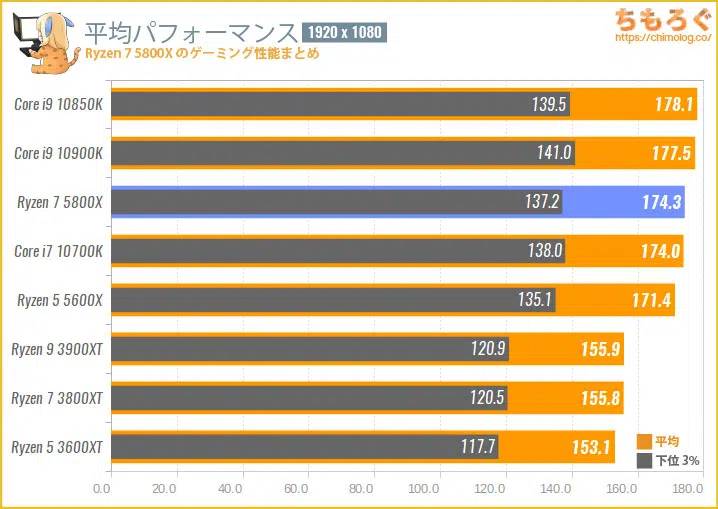 平均パフォーマンス 1920 x 1080
Ryzen 7 5800X のゲーミング性能まとめ
ちもろぐ
https://chimolog.co/
Core i9 10850K 139.5 178.1
Core i9 10900K 141.0 177.5
Ryzen 7 5800X 137.2 174.3
Core i7 10700K 138.0 174.0
Ryzen 5 5600X 135.1 171.4
Ryzen 9 3900XT 120.9 155.9
Ryzen 7 3800XT 120.5 155.8
Ryzen 5 3600XT 117.7 153.1
平均
下位 3%
0.0 20.0 40.0 60.0 80.0 100.0 120.0 140.0 160.0 180.0